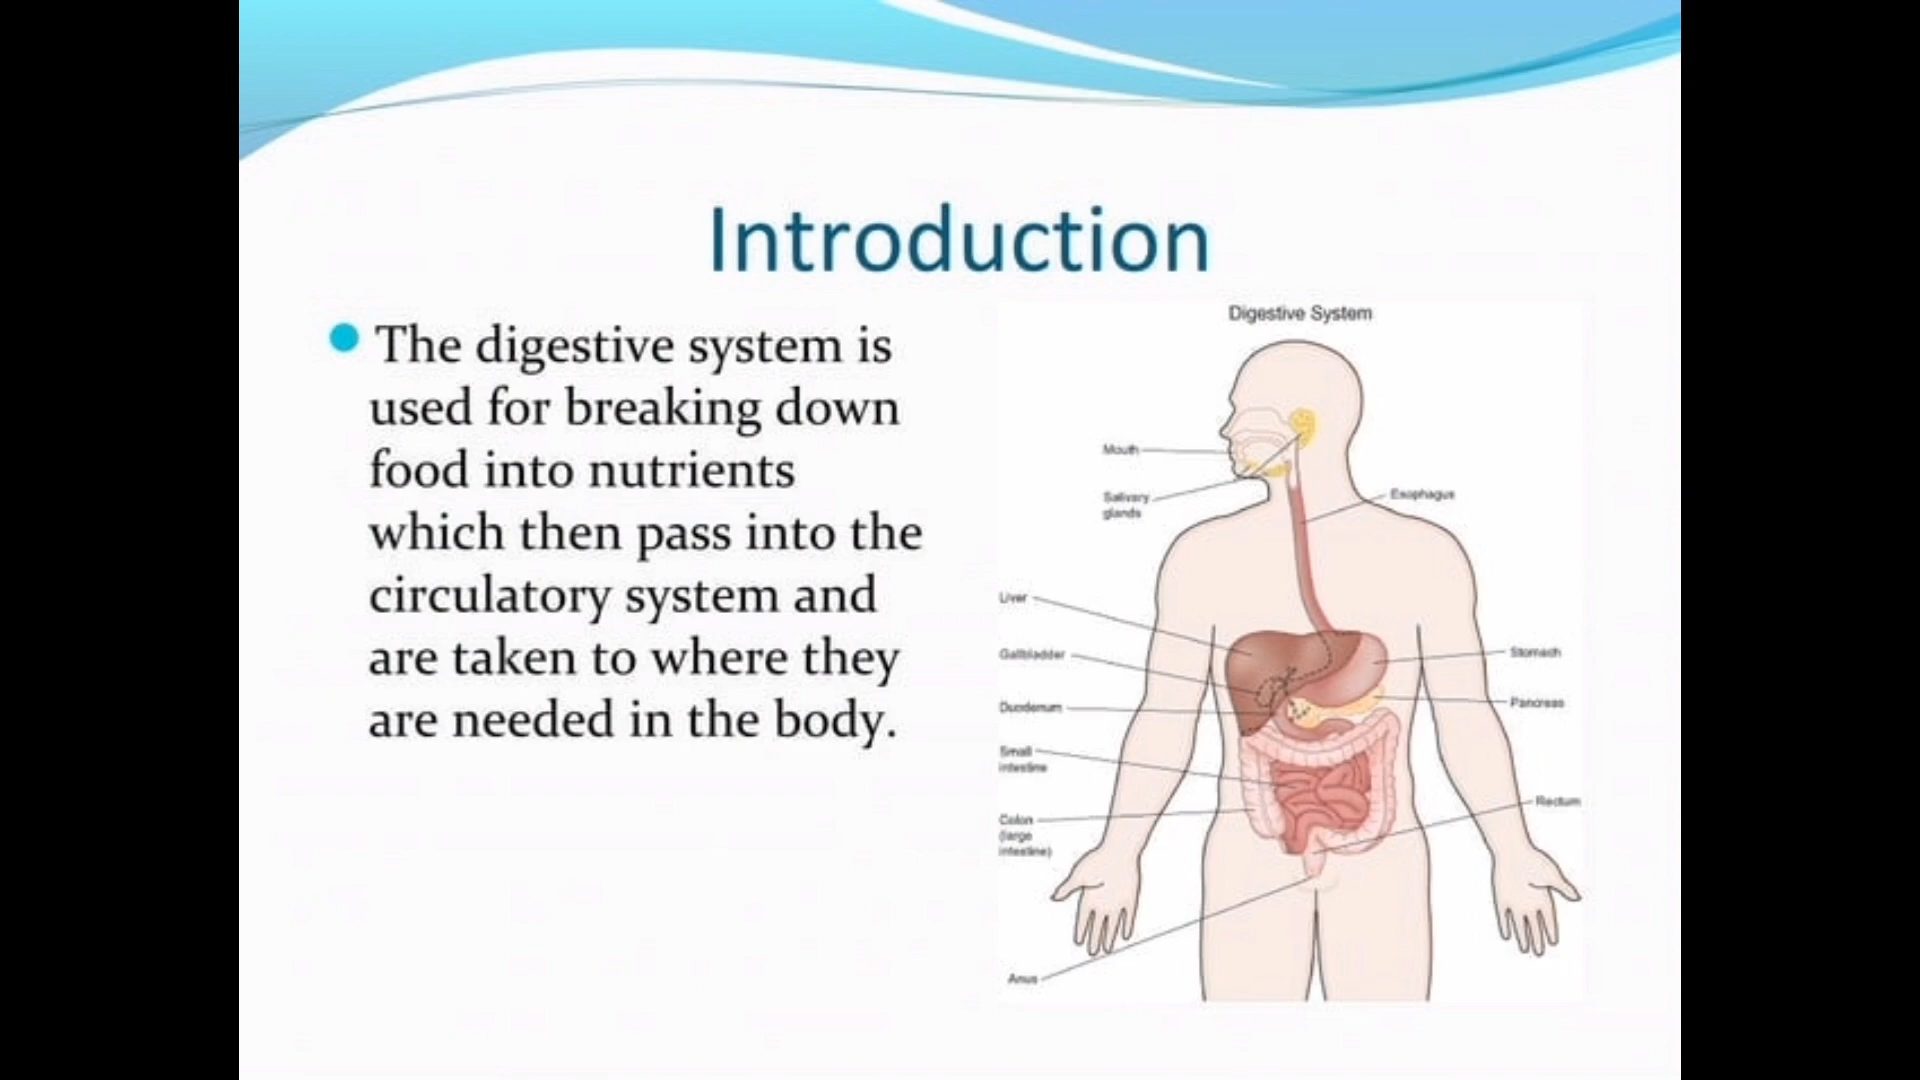 Introduction
The digestive system is
used for breaking down
food into nutrients
which then pass into the
circulatory system and
are taken to where they
are needed in the body.
Digestive System
Mouth
Salivary
glands
Esophagus
Liver
Gallbladder
Duodenum
Small
intestine
Colon
(large
intestine)
Anus
Stomach
Pancreas
Rectum